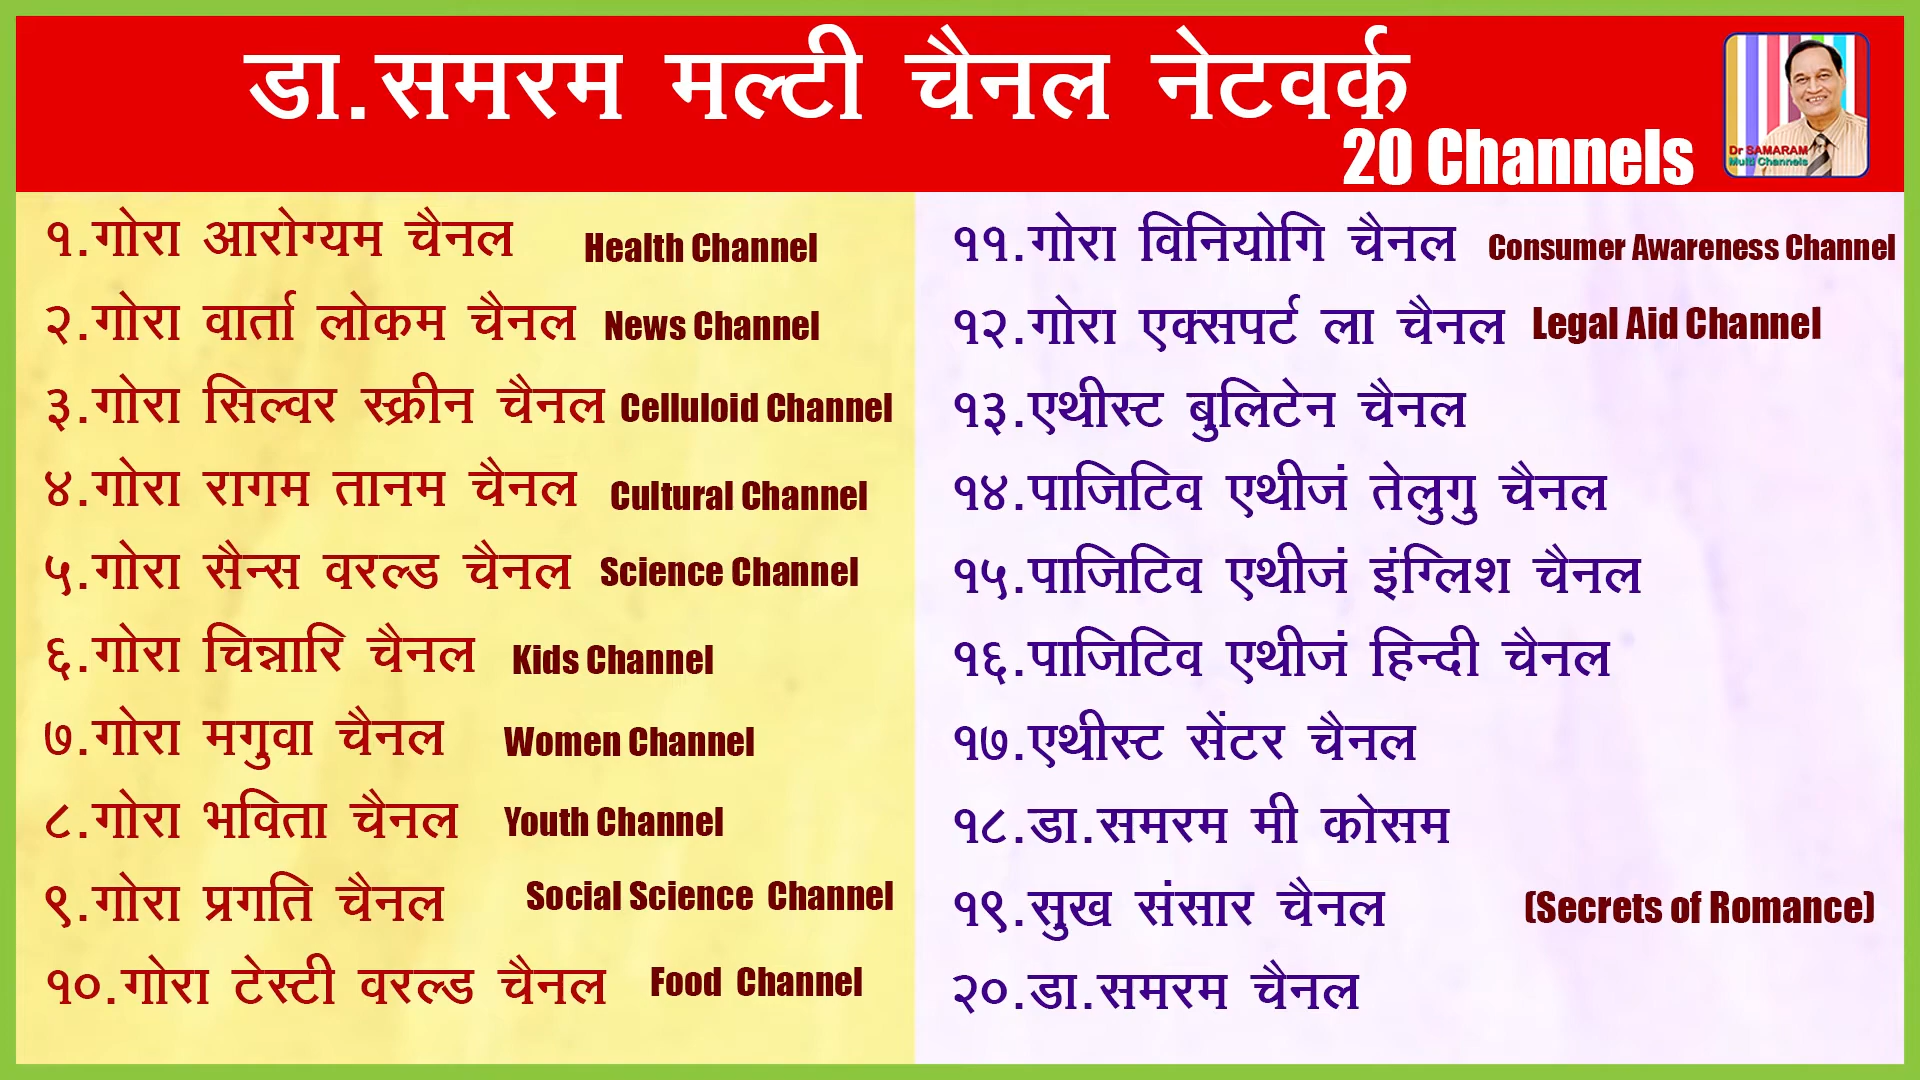 डा.समरम मल्टी चैनल नेटवर्क
20 Channels
Dr SAMARAM
Multi Channels
१.गोरा आरोग्यम चैनल Health Channel
२.गोरा वार्ता लोकम चैनल News Channel
३.गोरा सिल्वर स्क्रीन चैनल Celluloid Channel
४.गोरा रागम तानम चैनल Cultural Channel
५.गोरा सैन्स वरल्ड चैनल Science Channel
६.गोरा चिन्नारि चैनल Kids Channel
७.गोरा मगुवा चैनल Women Channel
८.गोरा भविता चैनल Youth Channel
९.गोरा प्रगति चैनल Social Science Channel
१०.गोरा टेस्टी वरल्ड चैनल Food Channel
११.गोरा विनियोगि चैनल Consumer Awareness Channel
१२.गोरा एक्सपर्ट ला चैनल Legal Aid Channel
१३.एथीस्ट बुलिटेन चैनल
१४.पाजिटिव एथीजं तेलुगु चैनल
१५.पाजिटिव एथीजं इंग्लिश चैनल
१६.पाजिटिव एथीजं हिन्दी चैनल
१७.एथीस्ट सेंटर चैनल
१८.डा.समरम मी कोसम
१९.सुख संसार चैनल (Secrets of Romance)
२०.डा.समरम चैनल